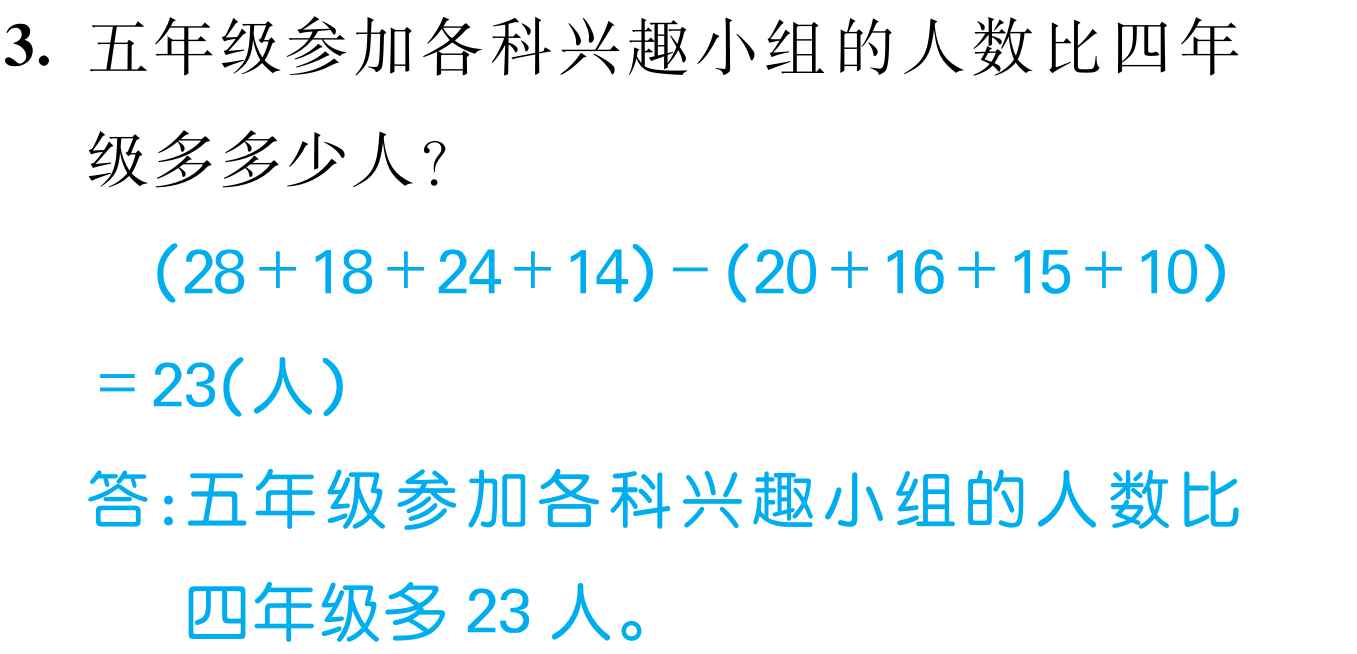 3. 五年级参加各科兴趣小组的人数比四年
级多多少人?
(28+18+24+14)-(20+16+15+10)
=23(人)
答:五年级参加各科兴趣小组的人数比
四年级多 23 人。